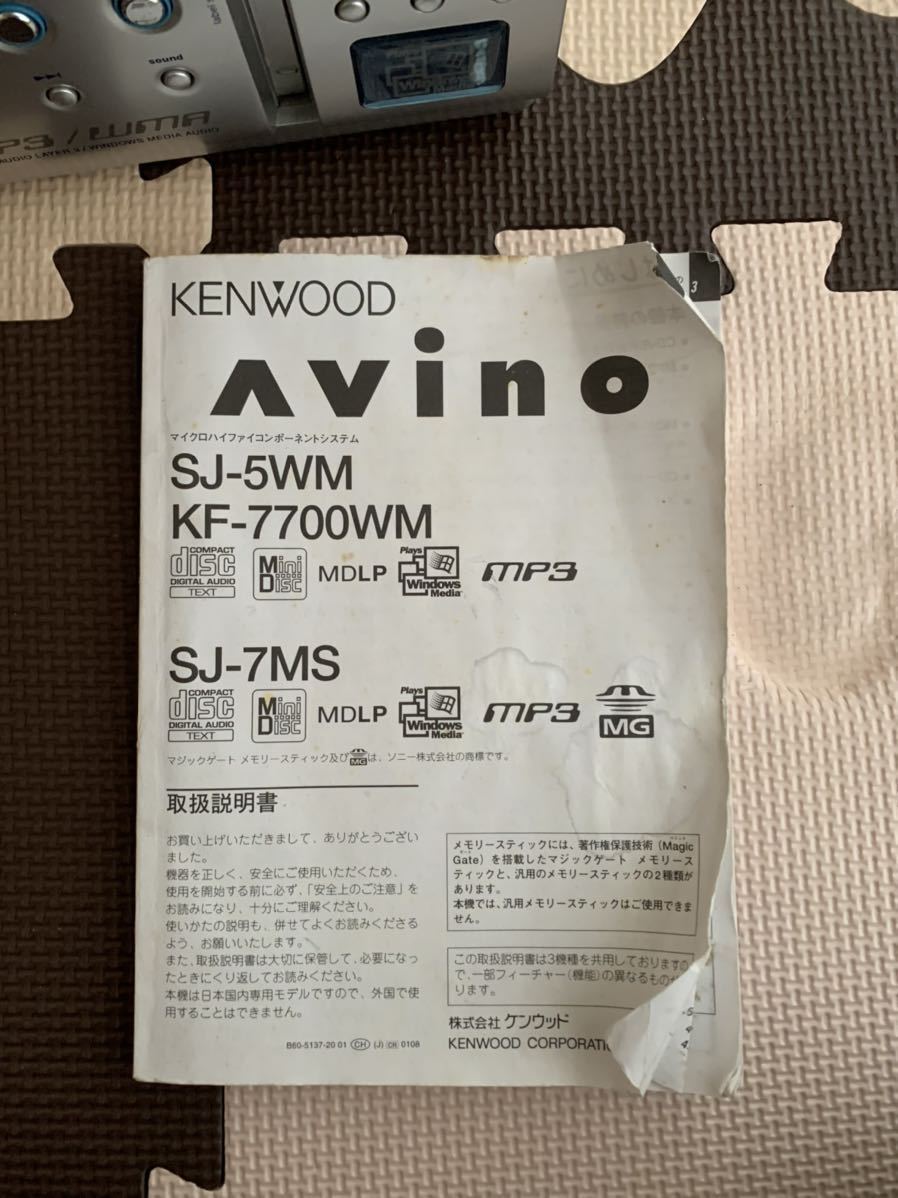 sound
MP3 / WMA
AUDIO LAYER 3 / WINDOWS MEDIA AUDIO
Windows
Media
KENWOOD
はじめに
3
avino
マイクロハイファイコンポーネントシステム
SJ-5WM
KF-7700WM
COMPACT disc DIGITAL AUDIO TEXT
Mini Disc
MDLP
Plays Windows Media
MP3
SJ-7MS
COMPACT disc DIGITAL AUDIO TEXT
Mini Disc
MDLP
Plays Windows Media
MP3
MG
マジックゲート メモリースティック及び MG は、ソニー株式会社の商標です。
取扱説明書
お買い上げいただきまして、ありがとうござい
ました。
機器を正しく、安全にご使用いただくため、
使用を開始する前に必ず、「安全上のご注意」を
お読みになり、十分にご理解ください。
使いかたの説明も、併せてよくお読みくださる
よう、お願いいたします。
また、取扱説明書は大切に保管して、必要になっ
たときにくり返してお読みください。
本機は日本国内専用モデルですので、外国で使
用することはできません。
メモリースティックには、著作権保護技術(Magic
Gate)を搭載したマジックゲート メモリース
ティックと、汎用のメモリースティックの2種類が
あります。
本機では、汎用メモリースティックはご使用できま
せん。
この取扱説明書は3機種を共用しておりますの
で、一部フィーチャー(機能)の異なるものが
ります。
株式会社 ケンウッド
KENWOOD CORPORATIO
B60-5137-20 01 CH (J) CH 0108